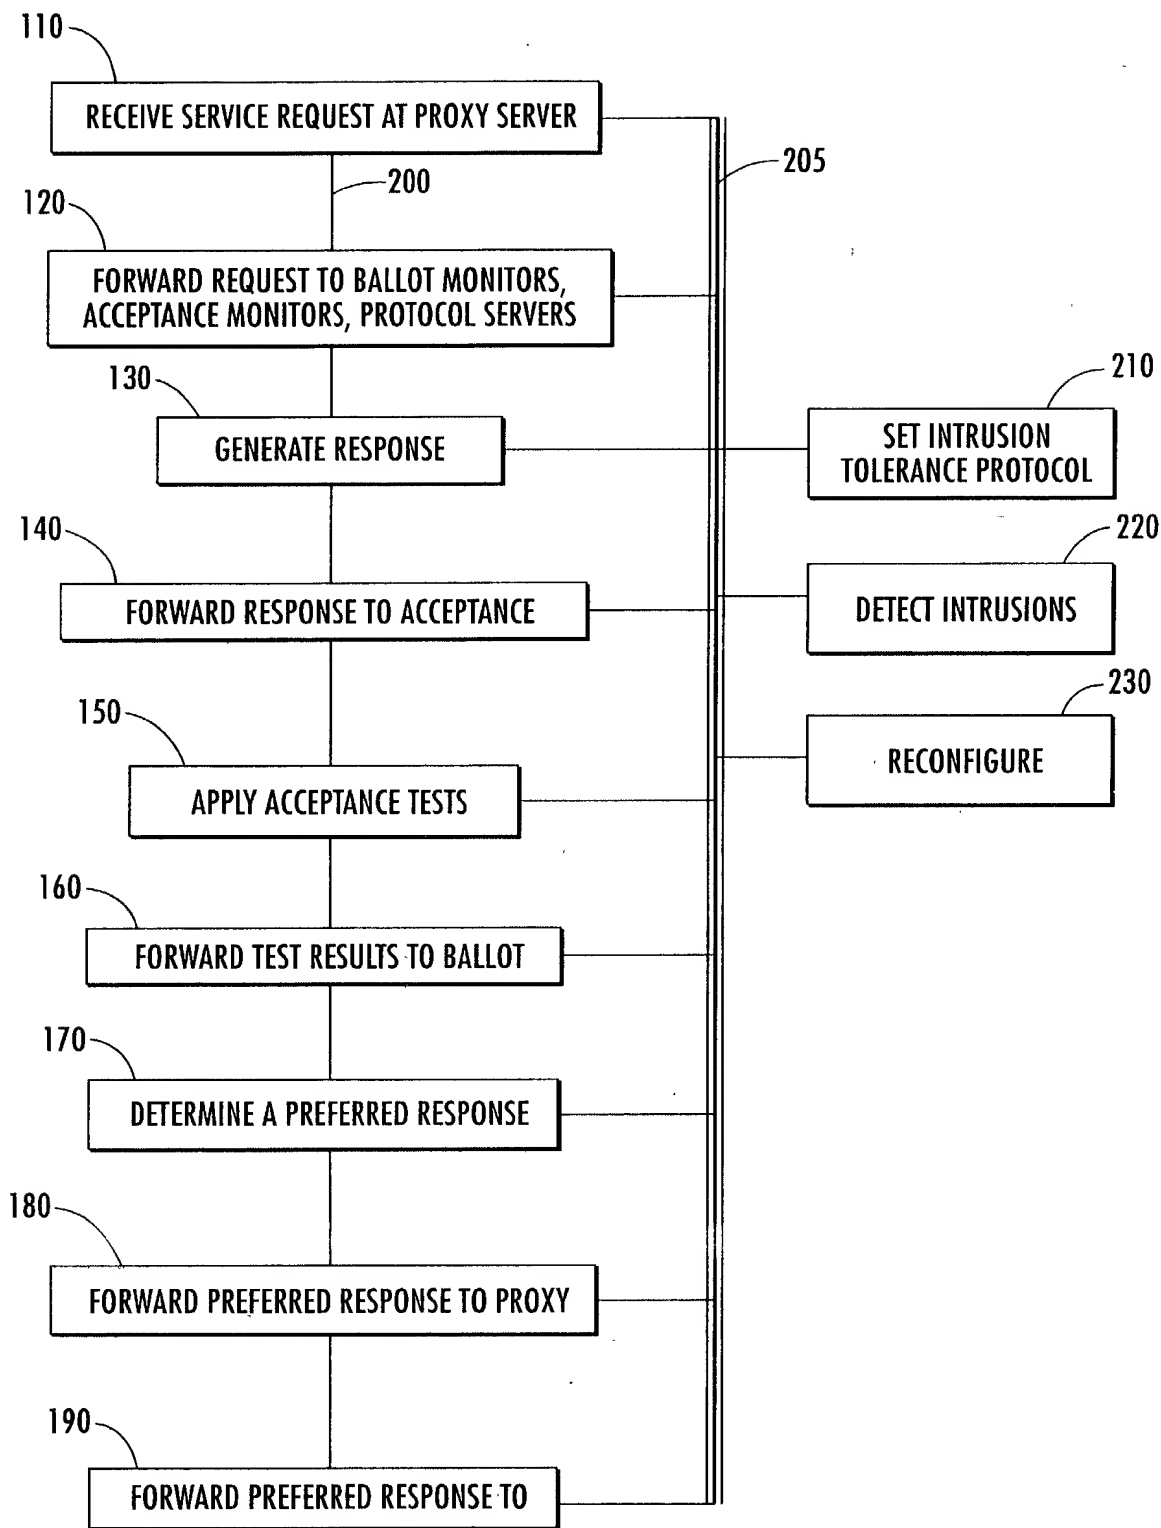 110
RECEIVE SERVICE REQUEST AT PROXY SERVER
205
200
120
FORWARD REQUEST TO BALLOT MONITORS,
ACCEPTANCE MONITORS, PROTOCOL SERVERS
130
GENERATE RESPONSE
210
SET INTRUSION
TOLERANCE PROTOCOL
140
FORWARD RESPONSE TO ACCEPTANCE
220
DETECT INTRUSIONS
150
APPLY ACCEPTANCE TESTS
230
RECONFIGURE
160
FORWARD TEST RESULTS TO BALLOT
170
DETERMINE A PREFERRED RESPONSE
180
FORWARD PREFERRED RESPONSE TO PROXY
190
FORWARD PREFERRED RESPONSE TO